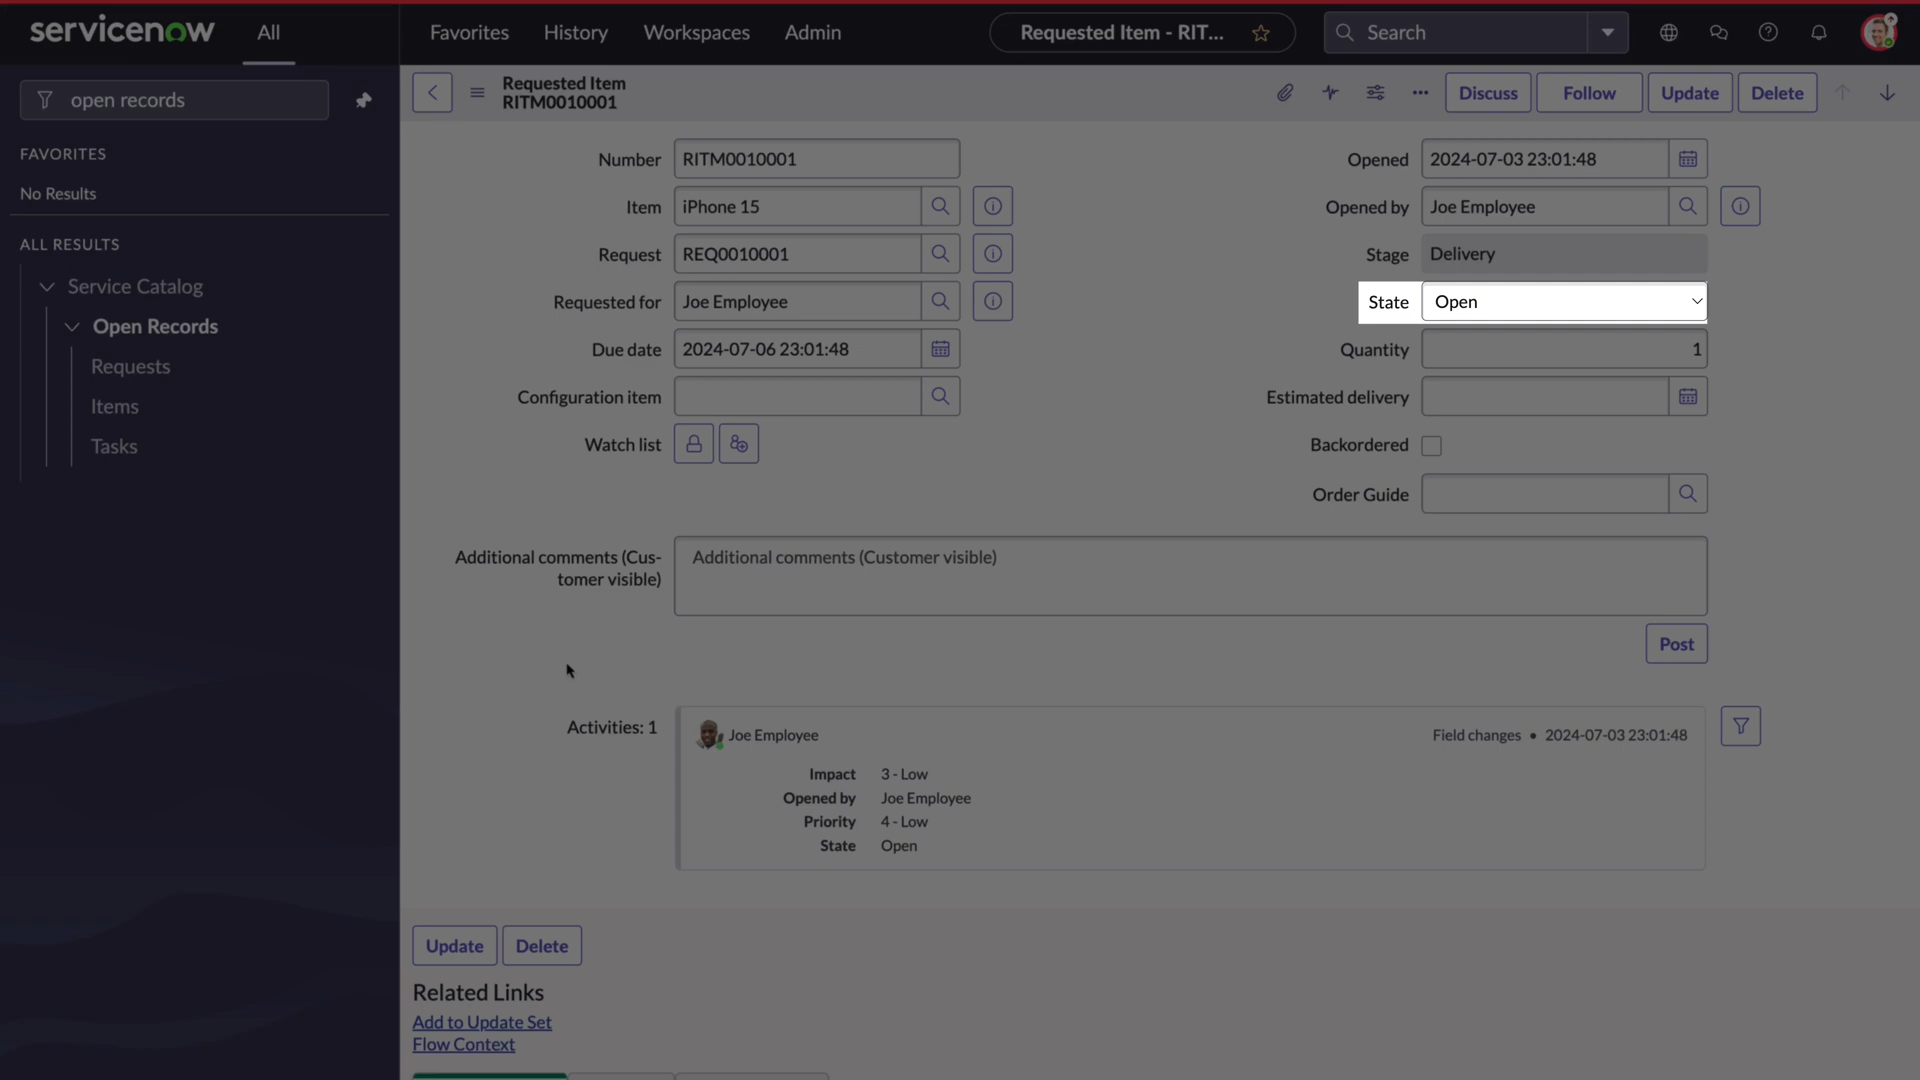 servicenow
All
Favorites
History
Workspaces
Admin
Requested Item - RIT...
Search
open records
FAVORITES
No Results
ALL RESULTS
Service Catalog
Open Records
Requests
Items
Tasks
Requested Item
RITM0010001
Discuss
Follow
Update
Delete
Number RITM0010001
Opened 2024-07-03 23:01:48
Item iPhone 15
Opened by Joe Employee
Request REQ0010001
Stage Delivery
Requested for Joe Employee
State Open
Due date 2024-07-06 23:01:48
Quantity 1
Configuration item
Estimated delivery
Watch list
Backordered
Order Guide
Additional comments (Cus-
tomer visible)
Additional comments (Customer visible)
Post
Activities: 1
Joe Employee
Field changes • 2024-07-03 23:01:48
Impact 3 - Low
Opened by Joe Employee
Priority 4 - Low
State Open
Update
Delete
Related Links
Add to Update Set
Flow Context